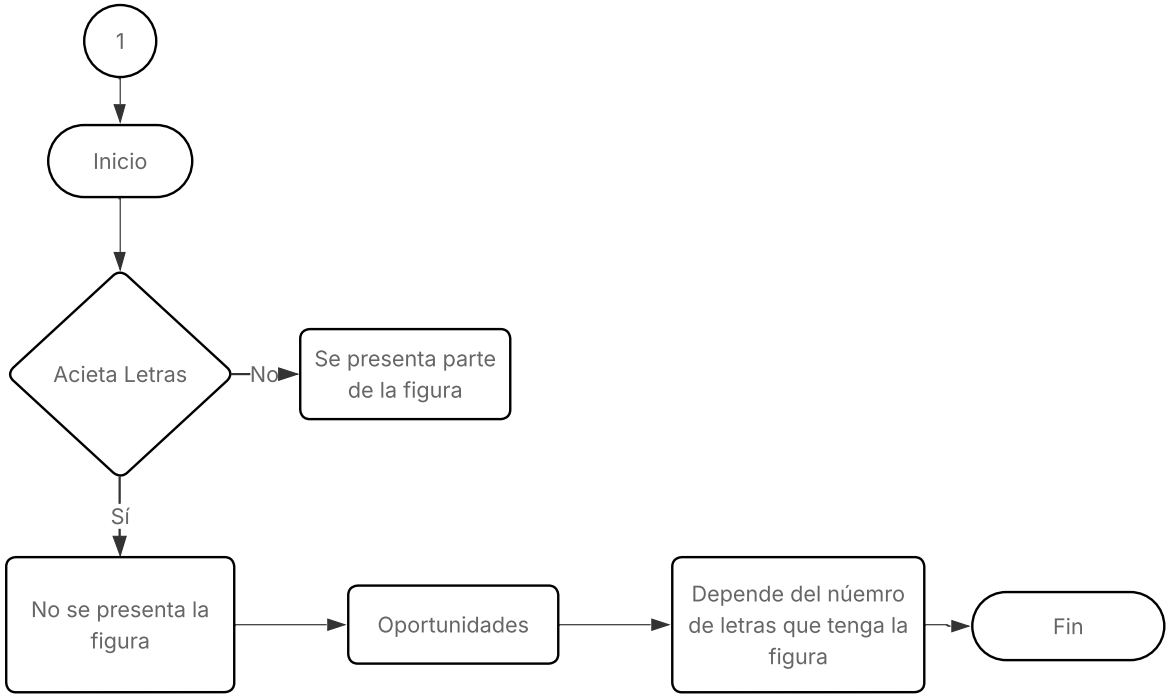 1
Inicio
Acieta Letras
No
Se presenta parte
de la figura
Sí
No se presenta la
figura
Oportunidades
Depende del núemro
de letras que tenga la
figura
Fin